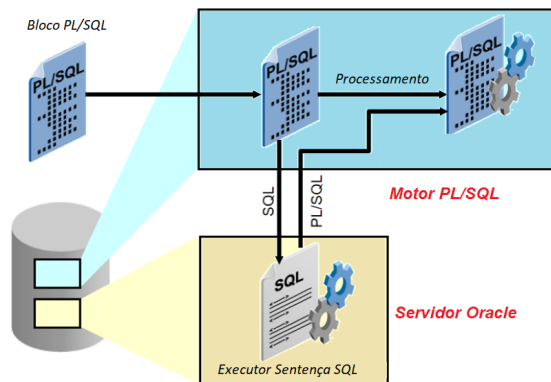 Bloco PL/SQL
PL/SQL
PL/SQL
Processamento
PL/SQL
SQL
PL/SQL
Motor PL/SQL
SQL
Servidor Oracle
Executor Sentença SQL